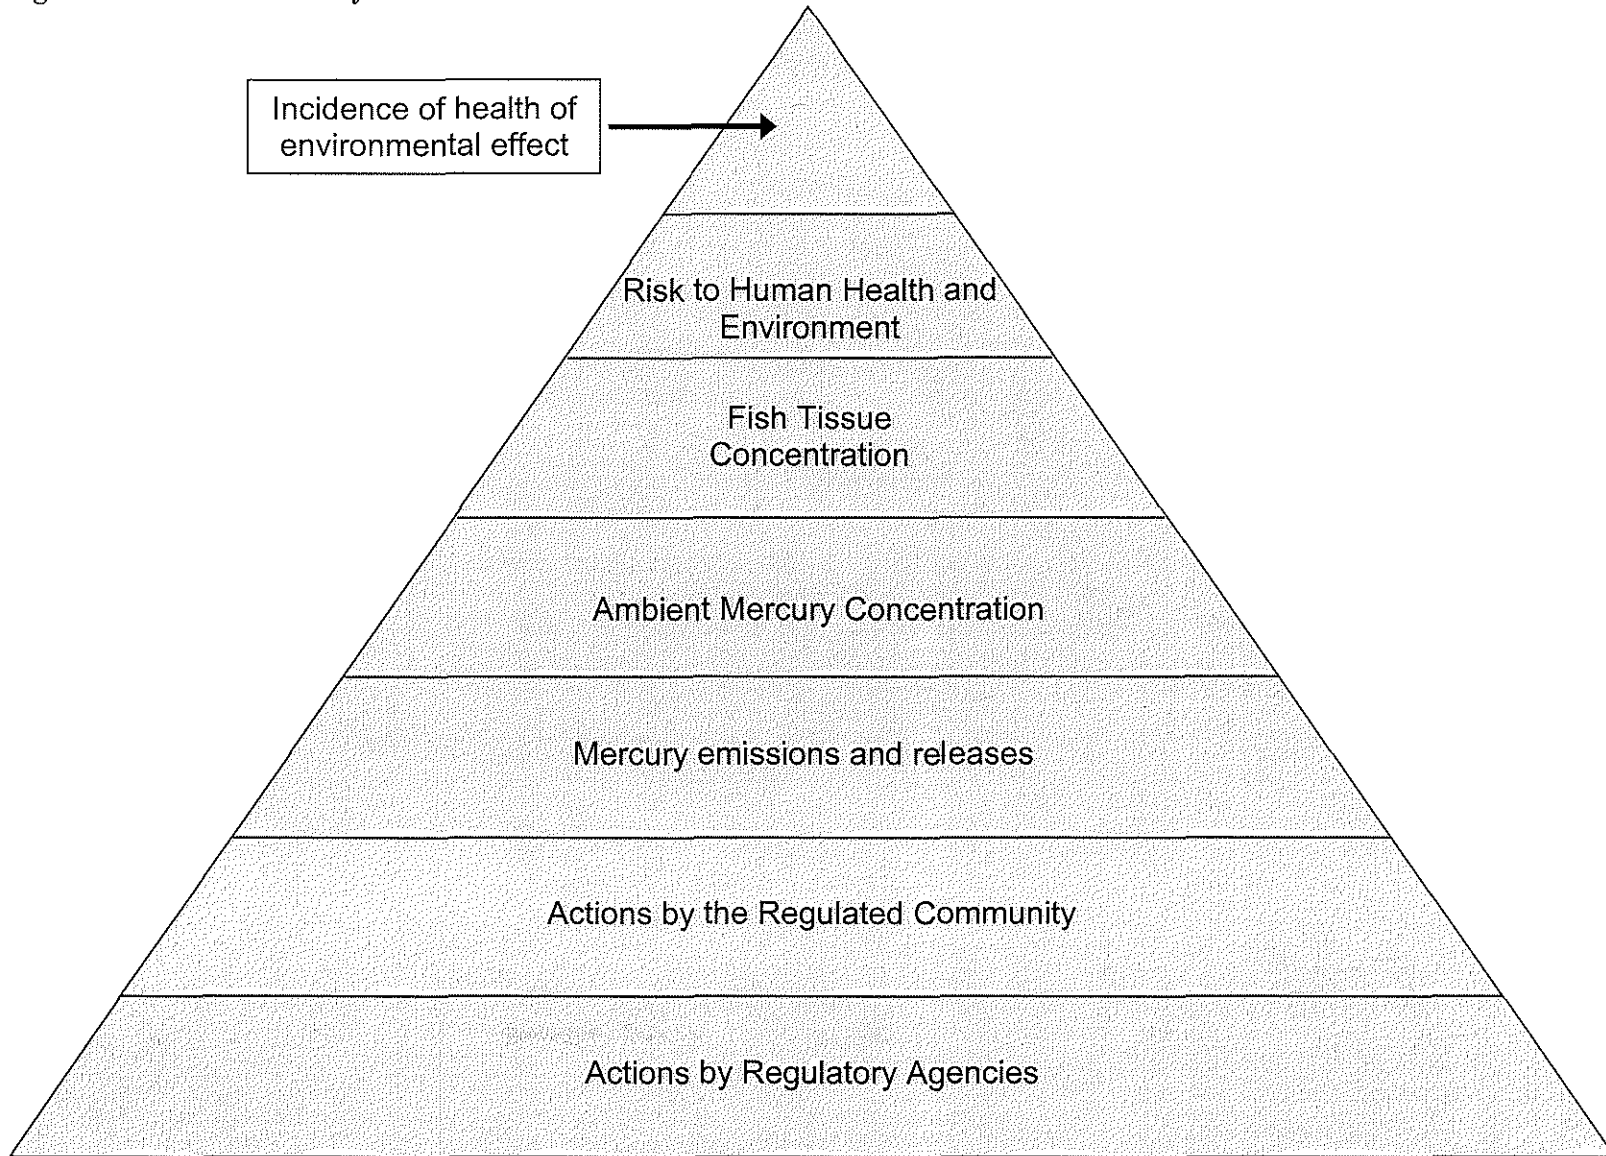 Incidence of health of
environmental effect
Risk to Human Health and
Environment
Fish Tissue
Concentration
Ambient Mercury Concentration
Mercury emissions and releases
Actions by the Regulated Community
Actions by Regulatory Agencies